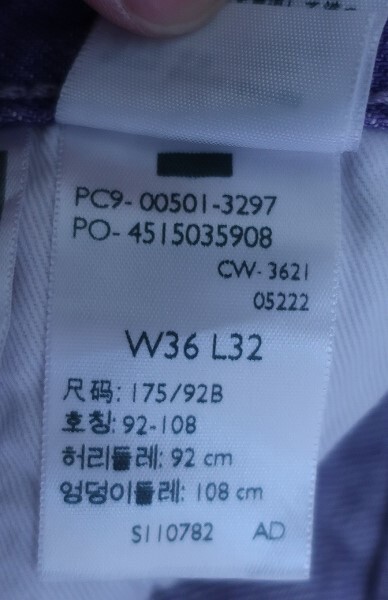 PC9- 00501-3297
PO- 4515035908
CW- 3621
05222
W36 L32
尺码: 175/92B
호칭: 92-108
허리둘레: 92 cm
엉덩이둘레: 108 cm
S110782 AD